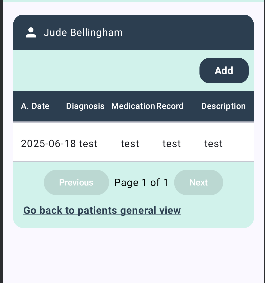 Jude Bellingham
Add
A. Date Diagnosis Medication Record Description
2025-06-18 test test test test
Previous Page 1 of 1 Next
Go back to patients general view